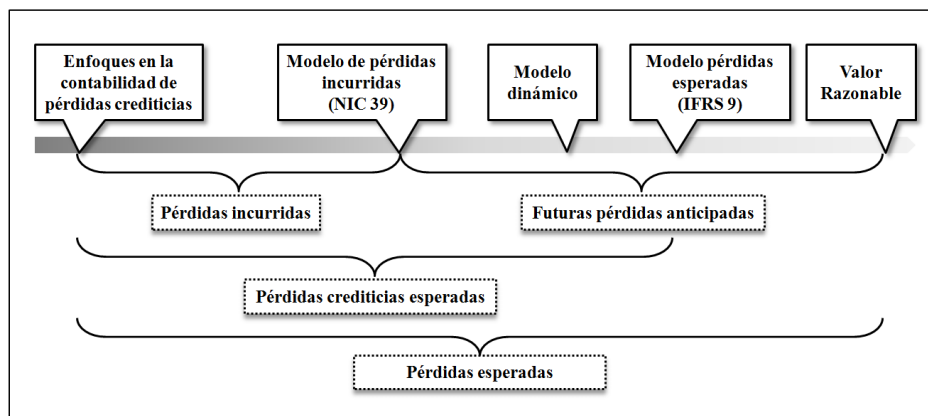 Enfoques en la
contabilidad de
pérdidas crediticias
Modelo de pérdidas
incurridas
(NIC 39)
Modelo
dinámico
Modelo pérdidas
esperadas
(IFRS 9)
Valor
Razonable
Pérdidas incurridas
Futuras pérdidas anticipadas
Pérdidas crediticias esperadas
Pérdidas esperadas